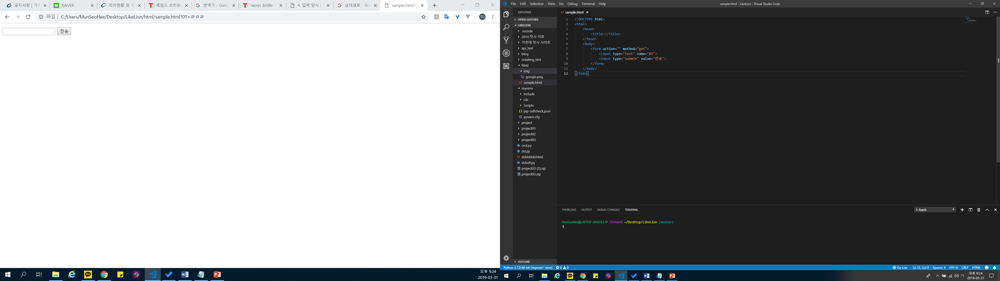 공지사항 | 가천
NAVER
좌석현황 및 예
제임스 브리들:
번역기 - Goog
James Bridle: T
4. 입력 양식 |
상대경로 - Goo
sample.html?0
파일 | C:/Users/MunSeoHee/Desktop/LikeLion/html/sample.html?01=ㄹㄹㄹ
TO
전송
오후 9:24
2019-03-31
File Edit Selection View Go Debug Terminal Help
sample.html - LikeLion - Visual Studio Code
EXPLORER
OPEN EDITORS
LIKELION
.vscode
2019 멋사 자료
가천대 멋사 사이트
api_test
blog
crawling_test
html
img
google.png
sample.html
myvenv
Include
Lib
Scripts
pip-selfcheck.json
pyvenv.cfg
project
project01
project02
project03
crol.py
dd.py
ddddddd.html
dsfsdf.py
project03 (2).zip
project03.zip
OUTLINE
sample.html
1 <!DOCTYPE html>
2 <html>
3 <head>
4 <title></title>
5 </head>
6 <body>
7 <form action="" method="get">
8 <input type="text" name="01">
9 <input type="submit" value="전송">
10 </form>
11 </body>
12 </html>
PROBLEMS OUTPUT DEBUG CONSOLE TERMINAL
1: bash
MunSeoHee@LAPTOP-BH83117P MINGW64 ~/Desktop/LikeLion (master)
$
Python 3.7.0 64-bit ('myvenv': venv) 0 0
Go Live Ln 12, Col 8 Spaces: 4 UTF-8 CRLF HTML
가
오후 9:24
2019-03-31